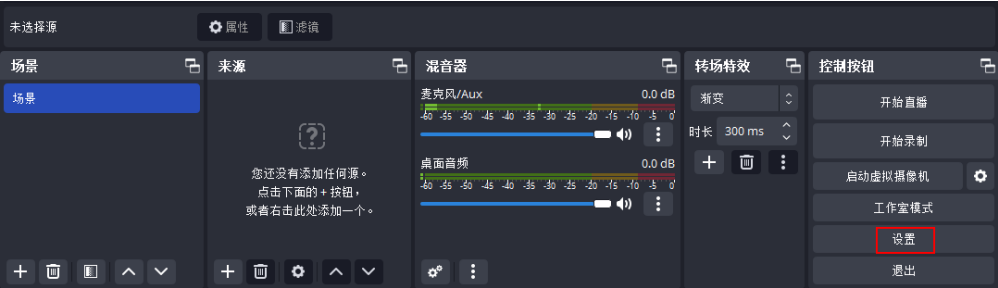 未选择源
属性
滤镜
场景
来源
混音器
转场特效
控制按钮
场景
您还没有添加任何源。
点击下面的 + 按钮，
或者右击此处添加一个。
麦克风/Aux
0.0 dB
-60 -55 -50 -45 -40 -35 -30 -25 -20 -15 -10 -5 0
桌面音频
0.0 dB
-60 -55 -50 -45 -40 -35 -30 -25 -20 -15 -10 -5 0
渐变
时长 300 ms
开始直播
开始录制
启动虚拟摄像机
工作室模式
设置
退出